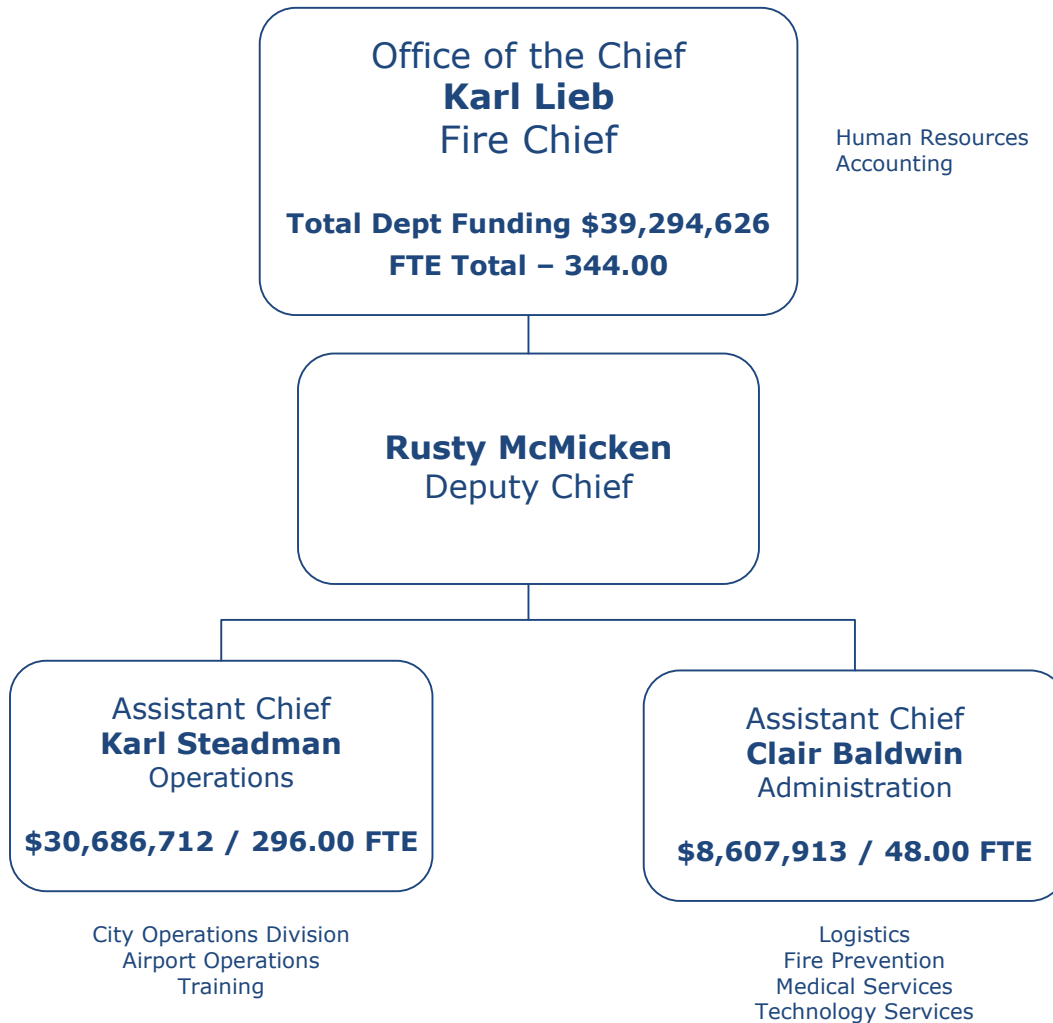 Office of the Chief
Karl Lieb
Fire Chief
Total Dept Funding $39,294,626
FTE Total – 344.00
Human Resources
Accounting
Rusty McMicken
Deputy Chief
Assistant Chief
Karl Steadman
Operations
$30,686,712 / 296.00 FTE
City Operations Division
Airport Operations
Training
Assistant Chief
Clair Baldwin
Administration
$8,607,913 / 48.00 FTE
Logistics
Fire Prevention
Medical Services
Technology Services